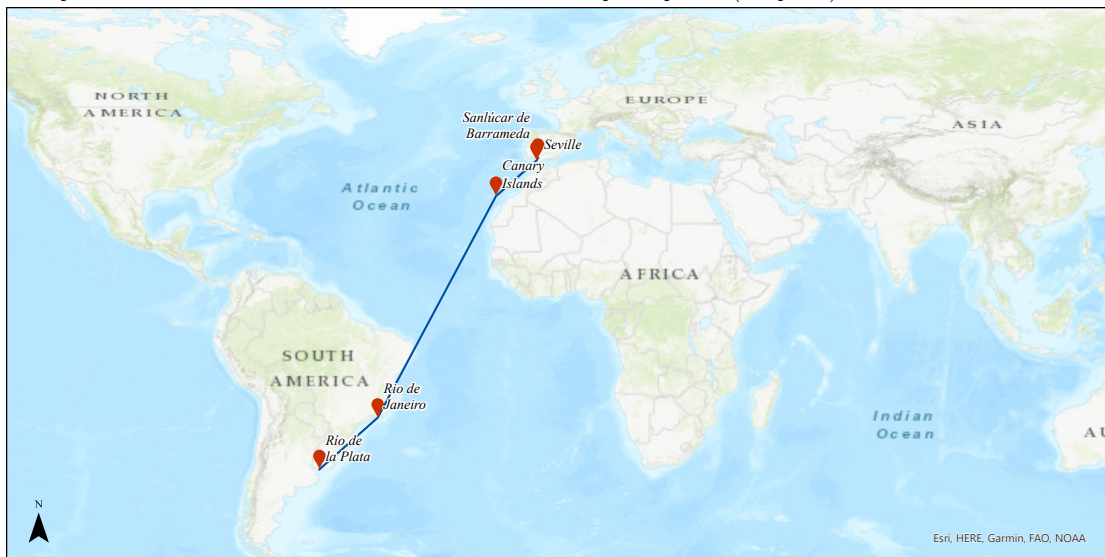 NORTH
AMERICA
EUROPE
ASIA
Sanlúcar de
Barrameda
Seville
Canary
Islands
Atlantic
Ocean
AFRICA
SOUTH
AMERICA
Rio de
Janeiro
Río de
la Plata
Indian
Ocean
AU
N
Esri, HERE, Garmin, FAO, NOAA